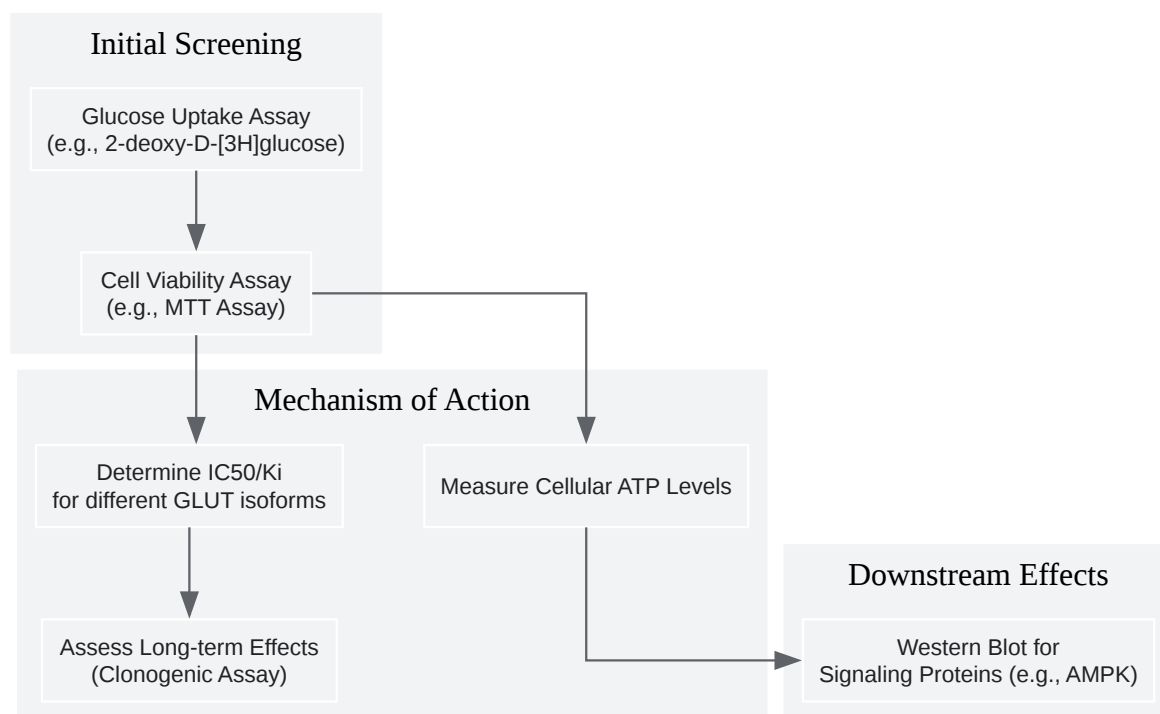 Initial Screening
Glucose Uptake Assay
(e.g., 2-deoxy-D-[3H]glucose)
Cell Viability Assay
(e.g., MTT Assay)
Mechanism of Action
Determine IC50/Ki
for different GLUT isoforms
Measure Cellular ATP Levels
Assess Long-term Effects
(Clonogenic Assay)
Downstream Effects
Western Blot for
Signaling Proteins (e.g., AMPK)